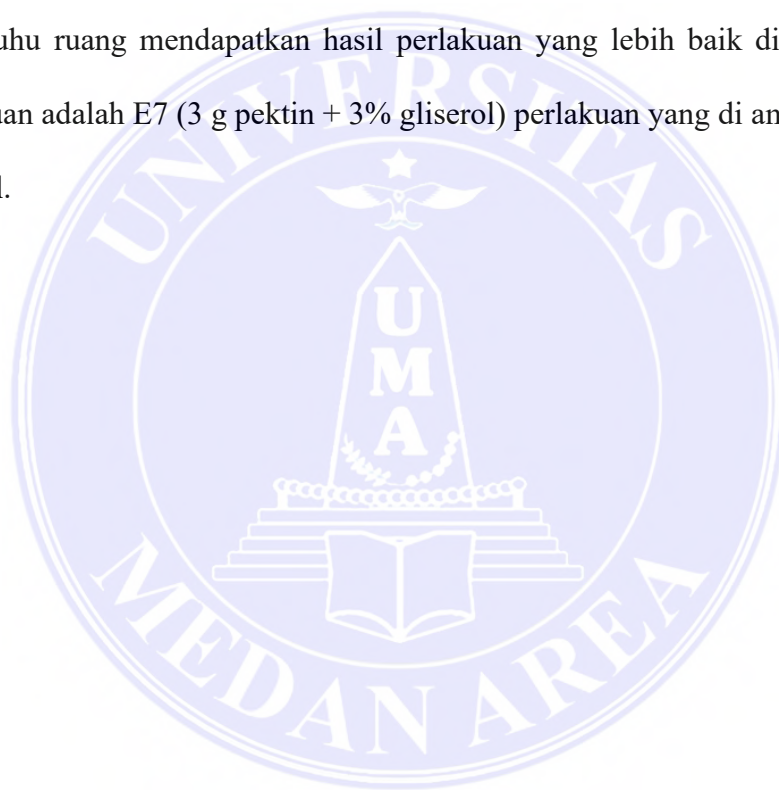 uhu ruang mendapatkan hasil perlakuan yang lebih baik di
uan adalah E7 (3 g pektin + 3% gliserol) perlakuan yang di an
l.
UNIVERSITAS
U
M
A
MEDAN AREA